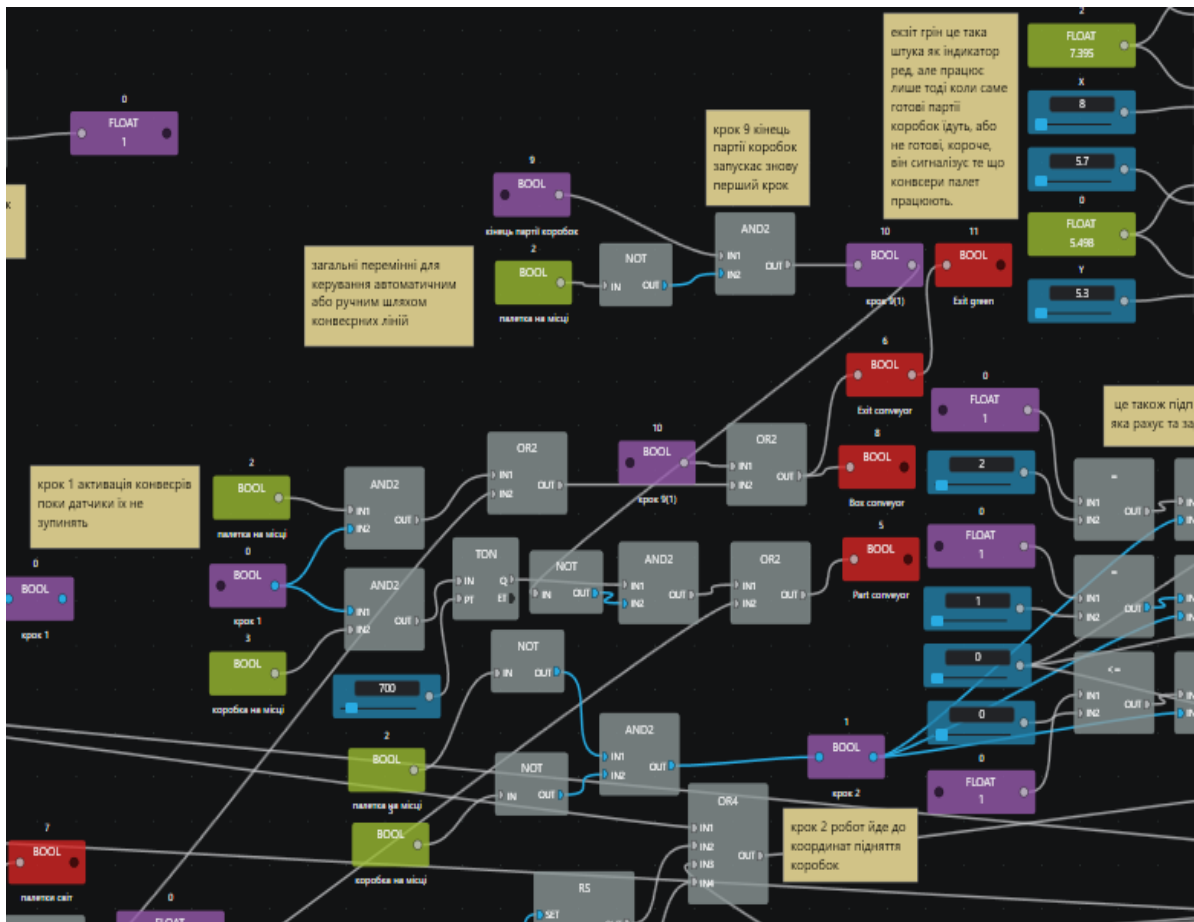 2
FLOAT
7.395
екзіт грін це така
штука як індикатор
ред, але працює
лише тоді коли саме
готові партії
коробок їдуть, або
не готові, короче,
він сигналізує те що
конвєсри палет
працюють.
X
8
5.7
0
FLOAT
5.498
Y
5.3
0
FLOAT
1
к
крок 9 кінець
партії коробок
запускає знову
перший крок
9
BOOL
кінець партії коробок
2
BOOL
палетка на місці
NOT
IN
OUT
AND2
IN1
IN2
OUT
10
BOOL
крок 9(1)
11
BOOL
Exit green
загальні перемінні для
керування автоматичним
або ручним шляхом
конвєрних ліній
6
BOOL
Exit conveyor
0
FLOAT
1
це також підп
яка рахує та за
крок 1 активація конвєрів
поки датчики їх не
зупинять
2
BOOL
палетка на місці
AND2
IN1
IN2
OUT
OR2
IN1
IN2
OUT
10
BOOL
крок 9(1)
OR2
IN1
IN2
OUT
8
BOOL
Box conveyor
2
=
IN1
IN2
OUT
0
BOOL
крок 1
0
BOOL
крок 1
AND2
IN1
IN2
OUT
TON
IN
PT
Q
ET
NOT
IN
OUT
AND2
IN1
IN2
OUT
OR2
IN1
IN2
OUT
5
BOOL
Part conveyor
0
FLOAT
1
=
IN1
IN2
OUT
1
3
BOOL
коробка на місці
700
NOT
IN
OUT
0
0
<=
IN1
IN2
OUT
0
FLOAT
1
2
BOOL
палетка на місці
NOT
IN
OUT
AND2
IN1
IN2
OUT
1
BOOL
крок 2
BOOL
коробка на місці
OR4
IN1
IN2
IN3
IN4
OUT
крок 2 робот йде до
координат підняття
коробок
7
BOOL
палетки світ
0
FLOAT
RS
SET